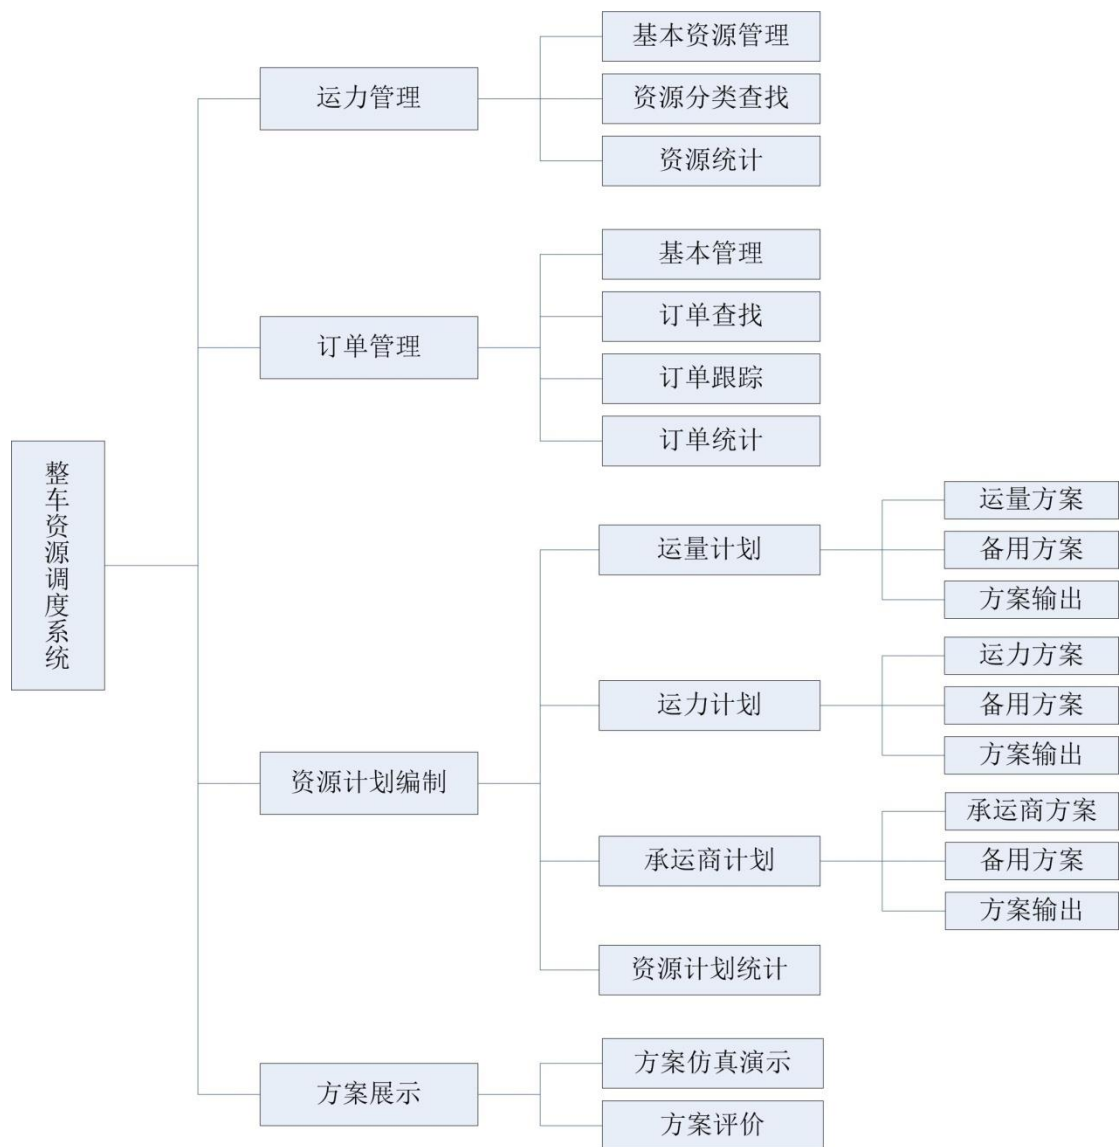 整车资源调度系统
运力管理
基本资源管理
资源分类查找
资源统计
订单管理
基本管理
订单查找
订单跟踪
订单统计
资源计划编制
运量计划
运量方案
备用方案
方案输出
运力计划
运力方案
备用方案
方案输出
承运商计划
承运商方案
备用方案
方案输出
资源计划统计
方案展示
方案仿真演示
方案评价